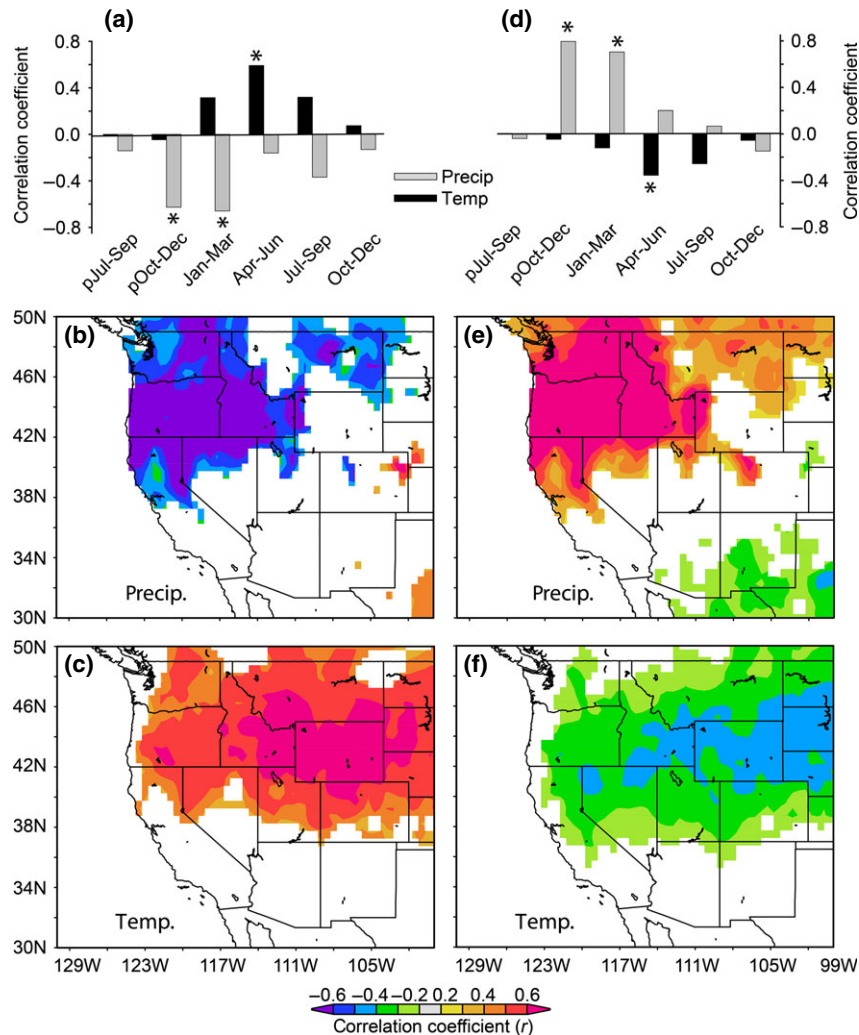 (a)
(d)
Correlation coefficient
0.8
0.4
0.0
−0.4
−0.8
*
*
*
pJul-Sep
pOct-Dec
Jan-Mar
Apr-Jun
Jul-Sep
Oct-Dec
Precip
Temp
*
*
*
pJul-Sep
pOct-Dec
Jan-Mar
Apr-Jun
Jul-Sep
Oct-Dec
0.8
0.4
0.0
−0.4
−0.8
Correlation coefficient
50N
46N
42N
38N
34N
30N
(b)
Precip.
(e)
Precip.
50N
46N
42N
38N
34N
30N
(c)
Temp.
(f)
Temp.
129W 123W 117W 111W 105W
129W 123W 117W 111W 105W 99W
−0.6 −0.4 −0.2 0.2 0.4 0.6
Correlation coefficient (r)